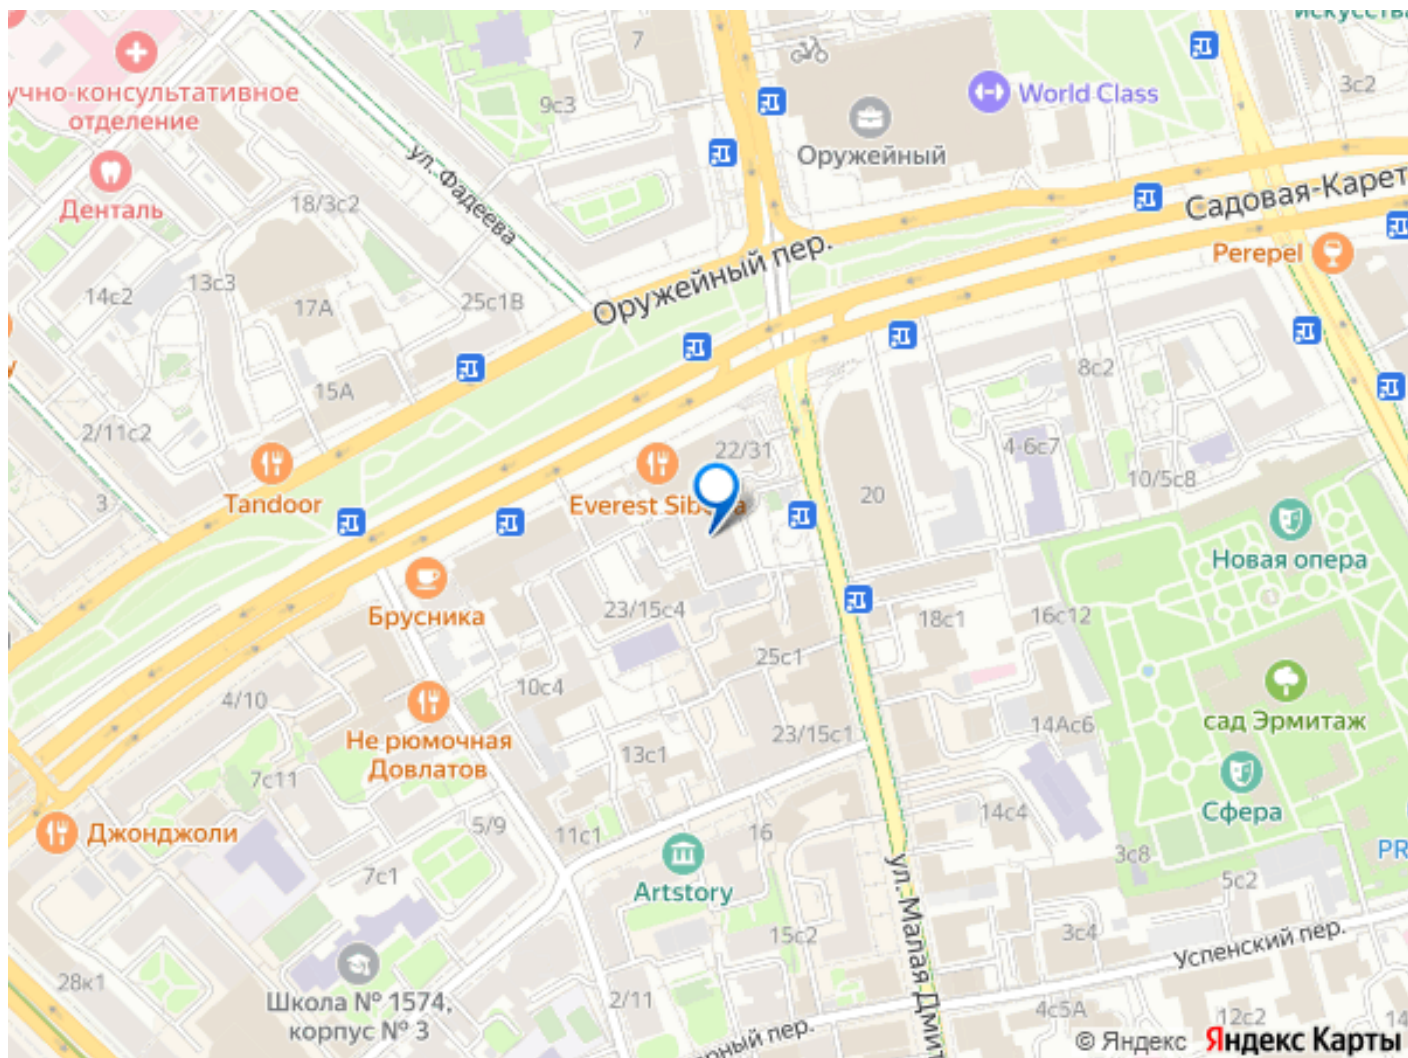 7
9с3
учно-консультативное
отделение
World Class
3с2
Оружейный
ул. Фадеева
Денталь
18/3с2
Садовая-Карет
Perepel
Оружейный пер.
13с3
14с2
17А
25с1В
15А
8с2
2/11с2
22/31
4-6с7
10/5с8
3
Tandoor
Everest Sib
20
Новая опера
Брусника
23/15с4
18с1
16с12
25с1
10с4
4/10
сад Эрмитаж
14Ас6
Не рюмочная
Довлатов
23/15с1
13с1
7с11
Сфера
14с4
Джонджоли
5/9
11с1
16
3с8
PR
7с1
Artstory
5с2
ул. Малая Дмит
15с2
3с4
Успенский пер.
28к1
Школа № 1574,
корпус № 3
2/11
4с5А
12с2
14
рный пер.
© Яндекс Яндекс Карты